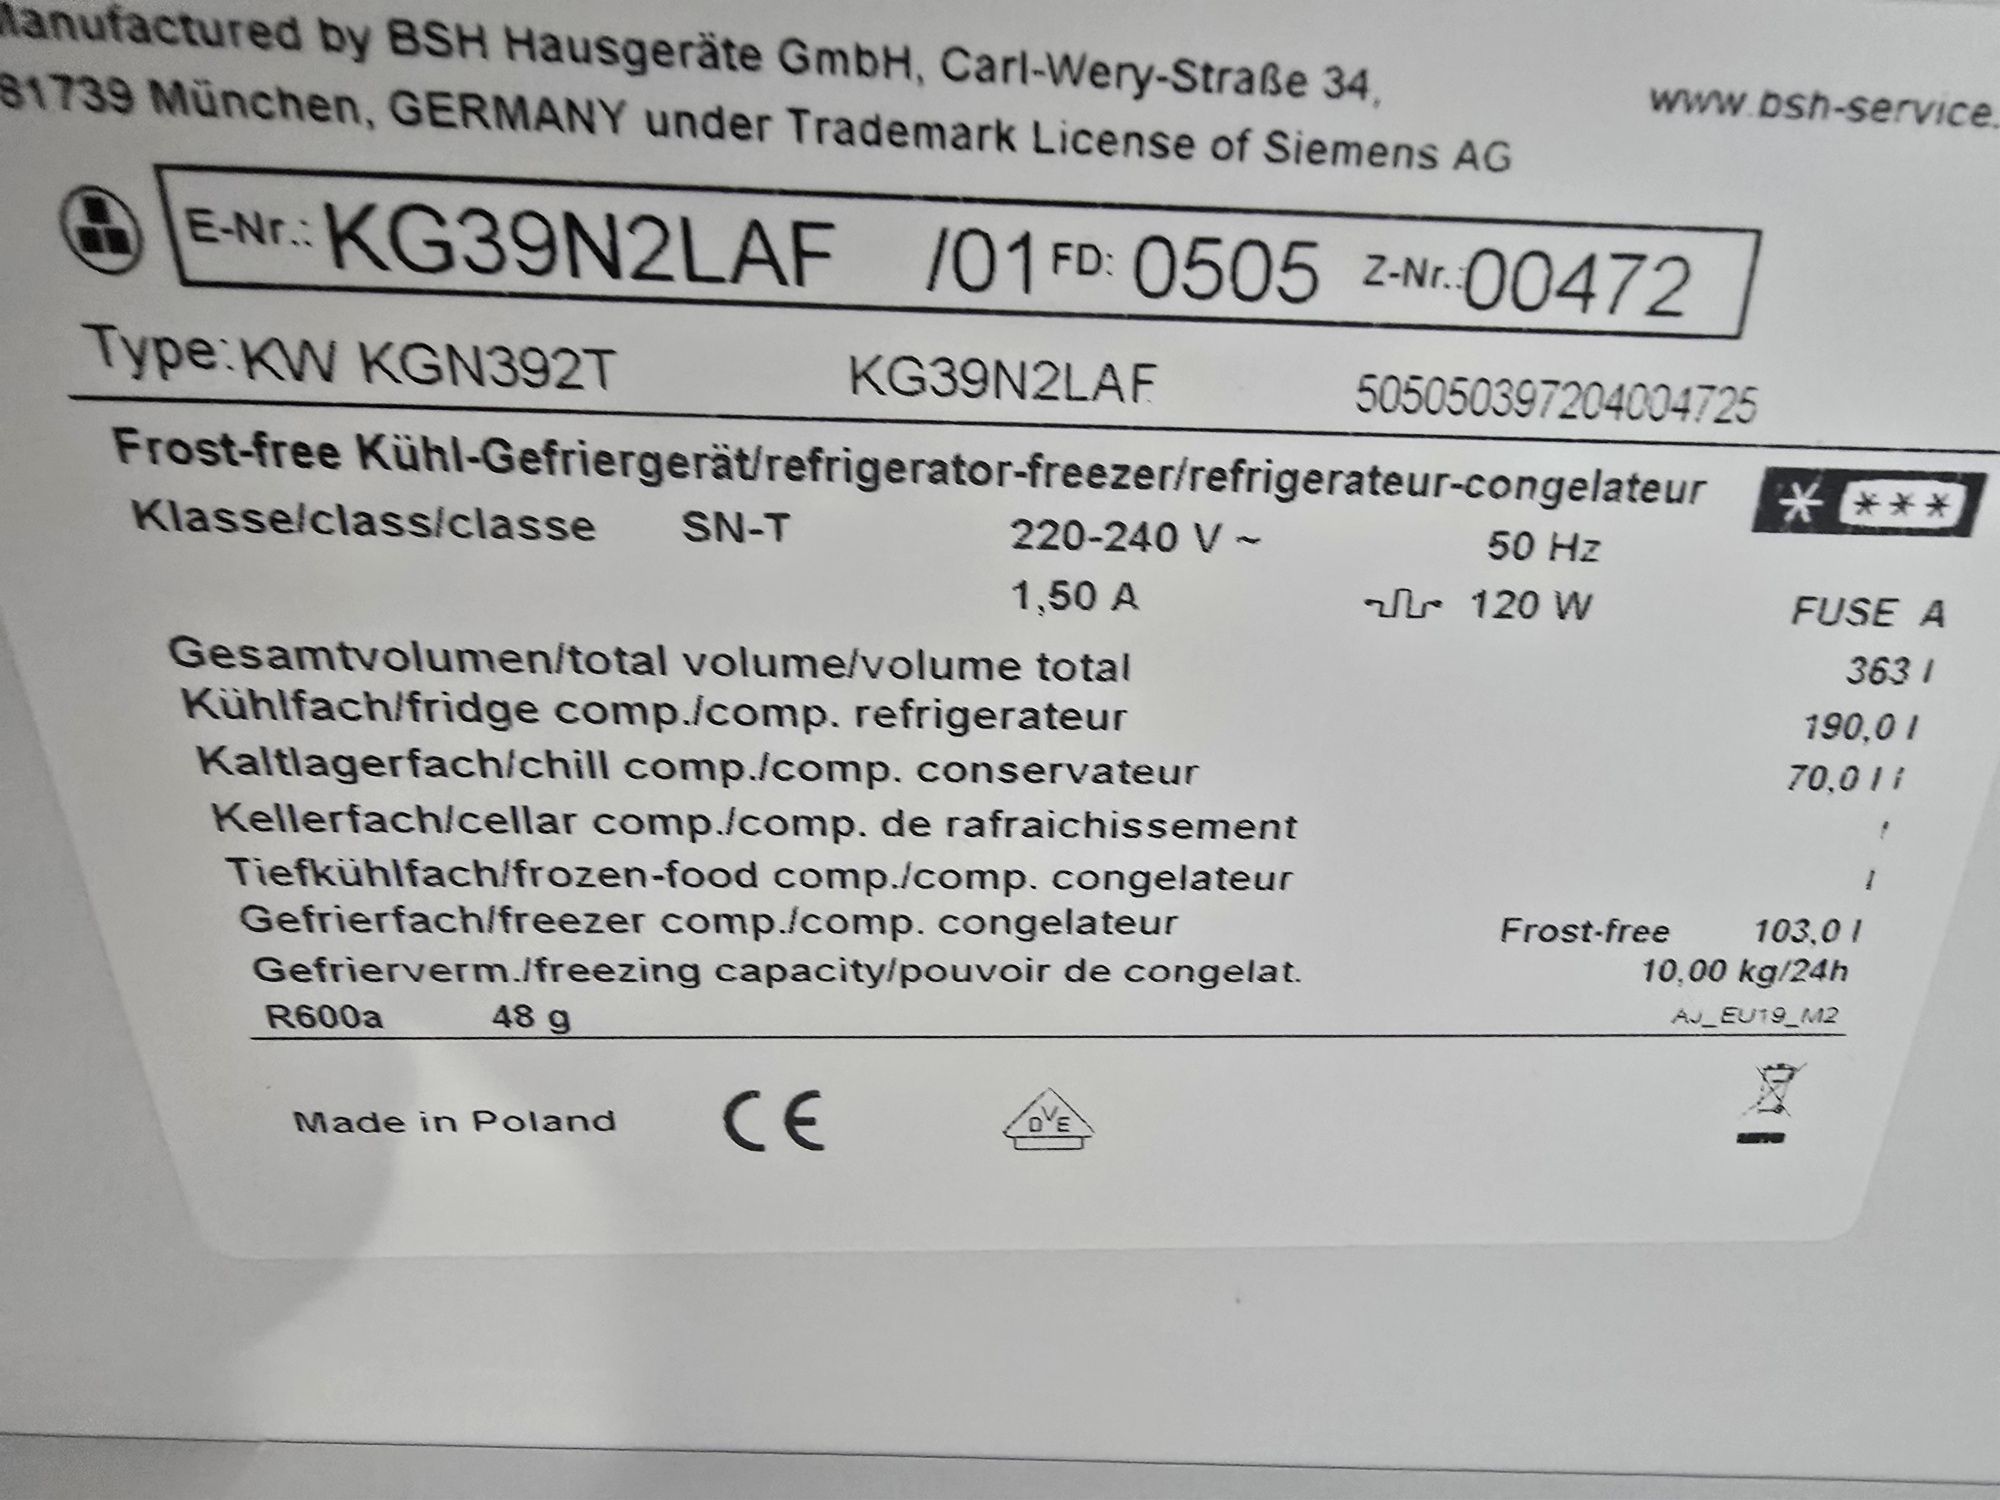 Manufactured by BSH Hausgeräte GmbH, Carl-Wery-Straße 34,
81739 München, GERMANY under Trademark License of Siemens AG
www.bsh-service.
E-Nr.: KG39N2LAF /01 FD: 0505 Z-Nr.: 00472
Type: KW KGN392T KG39N2LAF 505050397204004725
Frost-free Kühl-Gefriergerät/refrigerator-freezer/refrigerateur-congelateur
Klasse/class/classe SN-T 220-240 V ~ 50 Hz
1,50 A 120 W FUSE A
Gesamtvolumen/total volume/volume total 363 l
Kühlfach/fridge comp./comp. refrigerateur 190,0 l
Kaltlagerfach/chill comp./comp. conservateur 70,0 l
Kellerfach/cellar comp./comp. de rafraichissement l
Tiefkühlfach/frozen-food comp./comp. congelateur l
Gefrierfach/freezer comp./comp. congelateur Frost-free 103,0 l
Gefrierverm./freezing capacity/pouvoir de congelat. 10,00 kg/24h
R600a 48 g AJ_EU19_M2
Made in Poland CE DVE